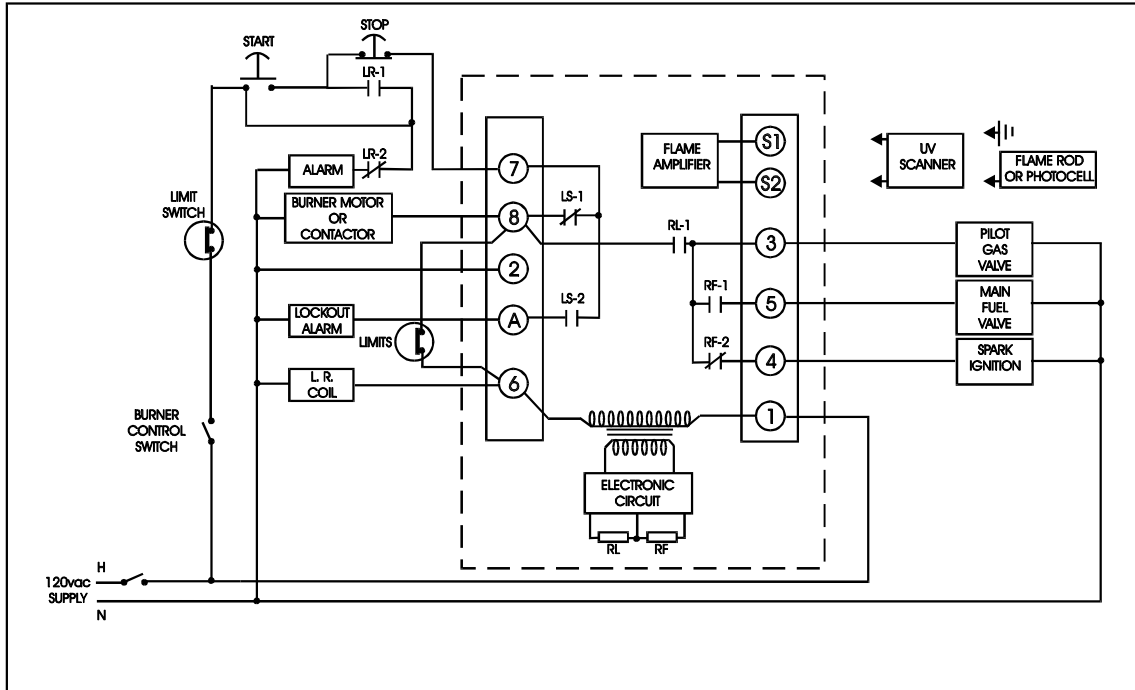 START
STOP
LR-1
LR-2
ALARM
LIMIT
SWITCH
BURNER MOTOR
OR
CONTACTOR
LOCKOUT
ALARM
LIMITS
L. R.
COIL
BURNER
CONTROL
SWITCH
7
8
2
A
6
LS-1
LS-2
FLAME
AMPLIFIER
S1
S2
RL-1
3
RF-1
5
RF-2
4
1
UV
SCANNER
FLAME ROD
OR PHOTOCELL
PILOT
GAS
VALVE
MAIN
FUEL
VALVE
SPARK
IGNITION
ELECTRONIC
CIRCUIT
RL
RF
H
120vac
SUPPLY
N